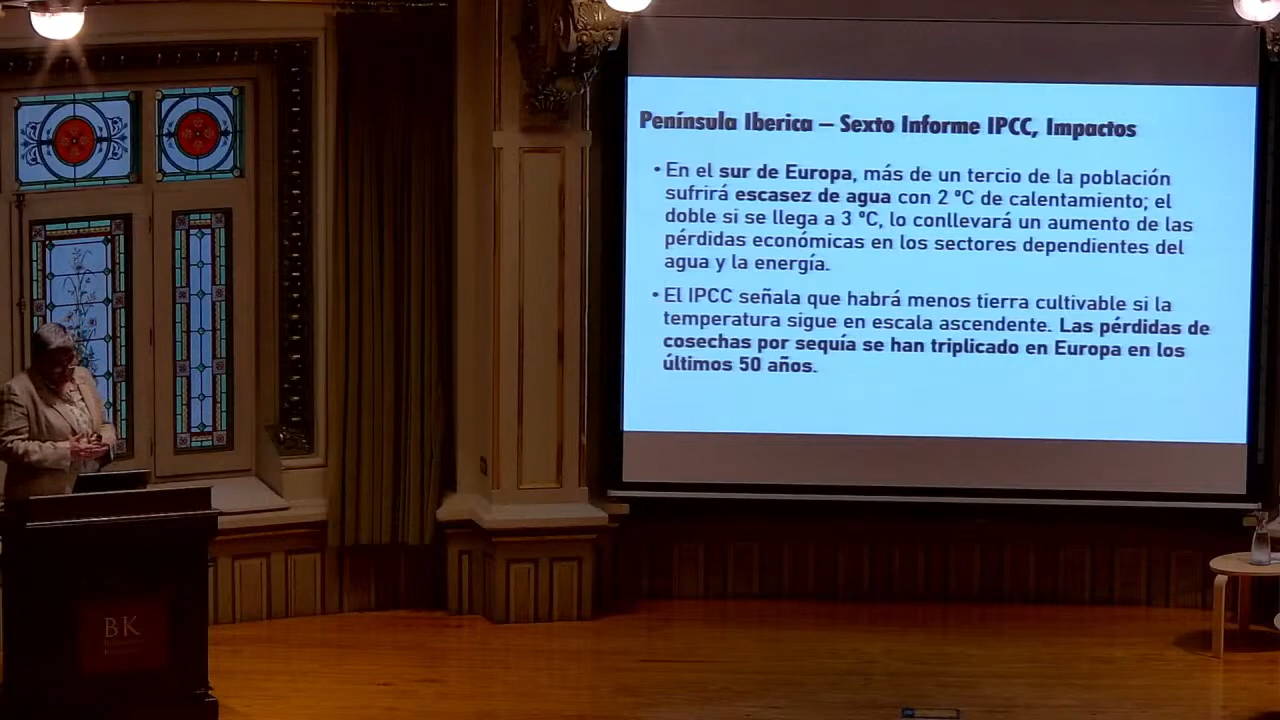 Península Iberica – Sexto Informe IPCC, Impactos
• En el sur de Europa, más de un tercio de la población
sufrirá escasez de agua con 2 ºC de calentamiento; el
doble si se llega a 3 ºC, lo conllevará un aumento de las
pérdidas económicas en los sectores dependientes del
agua y la energía.
• El IPCC señala que habrá menos tierra cultivable si la
temperatura sigue en escala ascendente. Las pérdidas de
cosechas por sequía se han triplicado en Europa en los
últimos 50 años.
BK